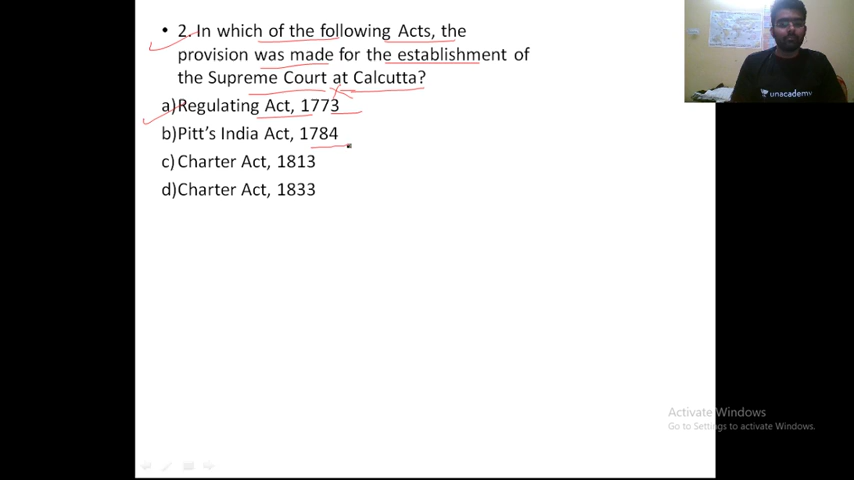 • 2. In which of the following Acts, the
provision was made for the establishment of
the Supreme Court at Calcutta?
a)Regulating Act, 1773
b)Pitt's India Act, 1784
c) Charter Act, 1813
d)Charter Act, 1833
unacademy
Activate Windows
Go to Settings to activate Windows.